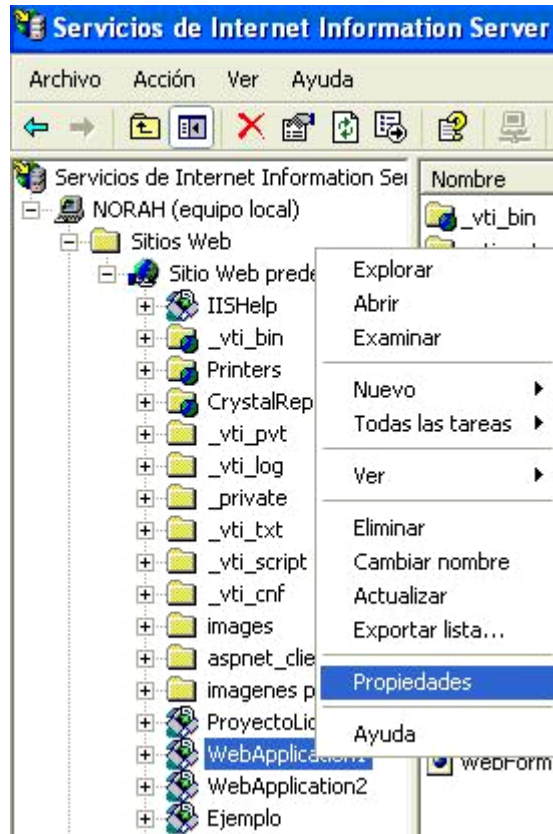 Servicios de Internet Information Server
Archivo Acción Ver Ayuda
Servicios de Internet Information Ser
NORAH (equipo local)
Sitios Web
Sitio Web prede
IISHelp
_vti_bin
Printers
CrystalRep
_vti_pvt
_vti_log
_private
_vti_txt
_vti_script
_vti_cnf
images
aspnet_clie
imagenes p
ProyectoLic
WebApplication1
WebApplication2
Ejemplo
Nombre
_vti_bin
WebForm
Explorar
Abrir
Examinar
Nuevo
Todas las tareas
Ver
Eliminar
Cambiar nombre
Actualizar
Exportar lista...
Propiedades
Ayuda